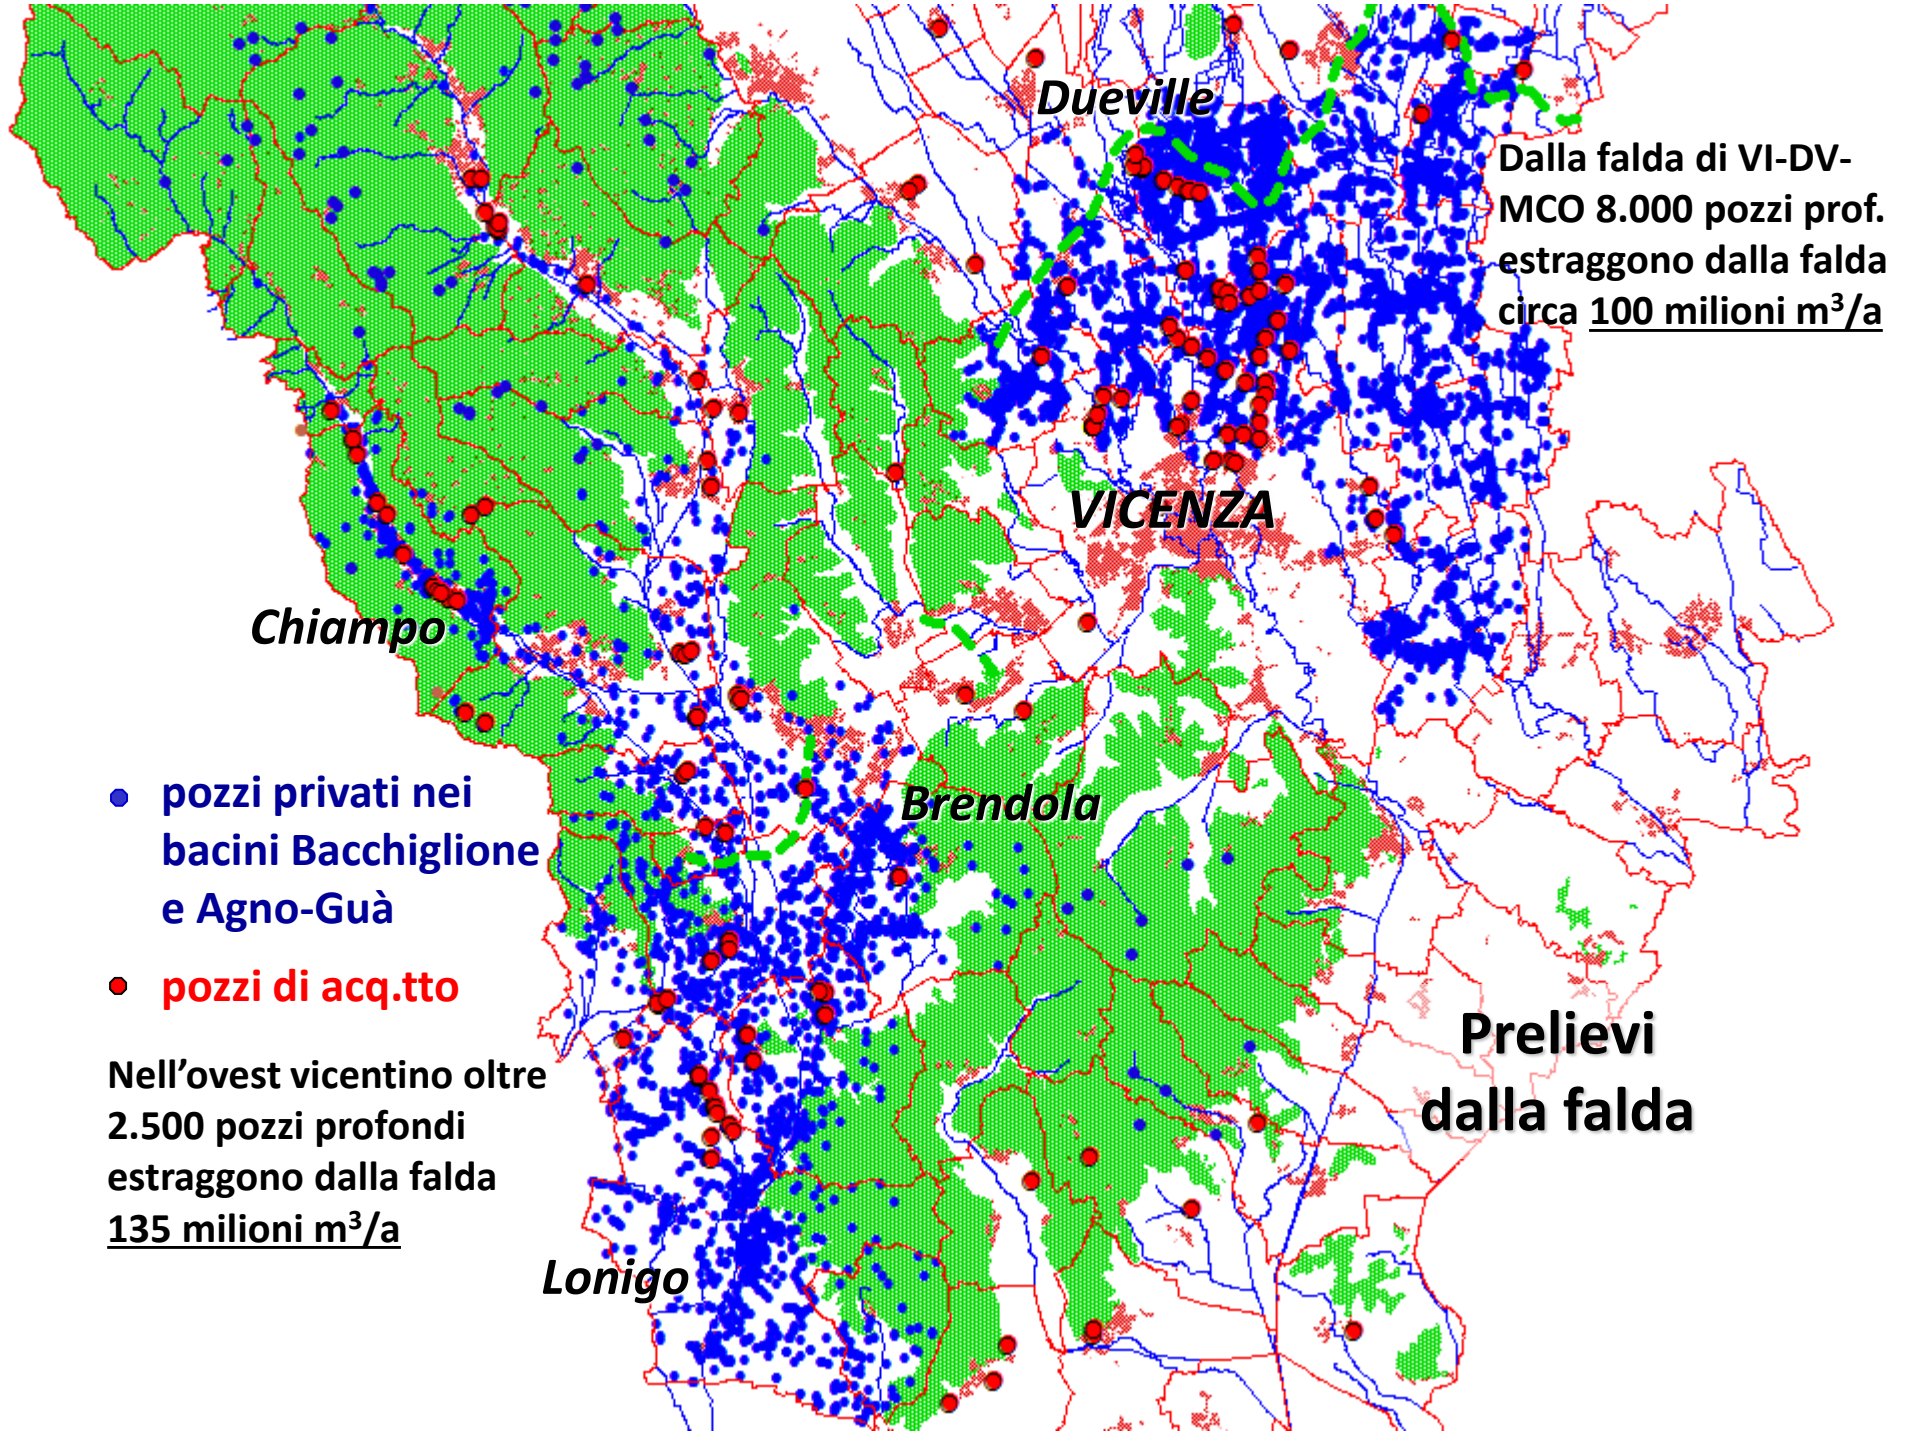 Dueville
Dalla falda di VI-DV-
MCO 8.000 pozzi prof.
estraggono dalla falda
circa 100 milioni m³/a
VICENZA
Chiampo
pozzi privati nei
bacini Bacchiglione
e Agno-Guà
Brendola
pozzi di acq.tto
Prelievi
dalla falda
Nell’ovest vicentino oltre
2.500 pozzi profondi
estraggono dalla falda
135 milioni m³/a
Lonigo